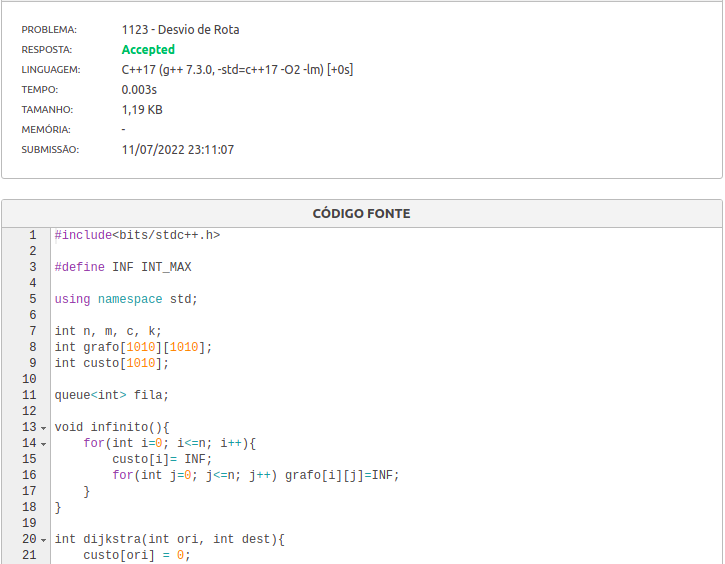 PROBLEMA: 1123 - Desvio de Rota
RESPOSTA: Accepted
LINGUAGEM: C++17 (g++ 7.3.0, -std=c++17 -O2 -lm) [+0s]
TEMPO: 0.003s
TAMANHO: 1,19 KB
MEMÓRIA: -
SUBMISSÃO: 11/07/2022 23:11:07
CÓDIGO FONTE
1 #include<bits/stdc++.h>
2
3 #define INF INT_MAX
4
5 using namespace std;
6
7 int n, m, c, k;
8 int grafo[1010][1010];
9 int custo[1010];
10
11 queue<int> fila;
12
13 void infinito(){
14     for(int i=0; i<=n; i++){
15         custo[i]= INF;
16         for(int j=0; j<=n; j++) grafo[i][j]=INF;
17     }
18 }
19
20 int dijkstra(int ori, int dest){
21     custo[ori] = 0;